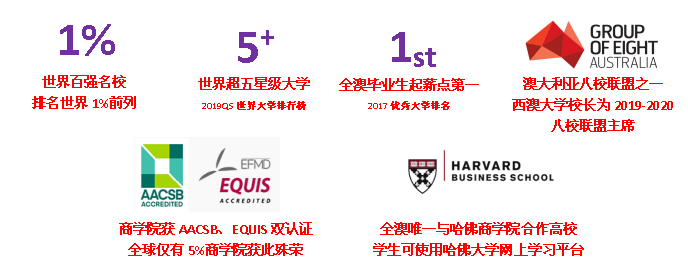 1%
世界百强名校
排名世界 1%前列
5+
世界超五星级大学
2019QS 世界大学排行榜
1st
全澳毕业生起薪点第一
2017 优秀大学排名
GROUP
OF EIGHT
AUSTRALIA
澳大利亚八校联盟之一
西澳大学校长为 2019-2020
八校联盟主席
AACSB
ACCREDITED
EFMD
EQUIS
ACCREDITED
商学院获 AACSB、EQUIS 双认证
全球仅有 5%商学院获此殊荣
HARVARD
BUSINESS SCHOOL
全澳唯一与哈佛商学院合作高校
学生可使用哈佛大学网上学习平台